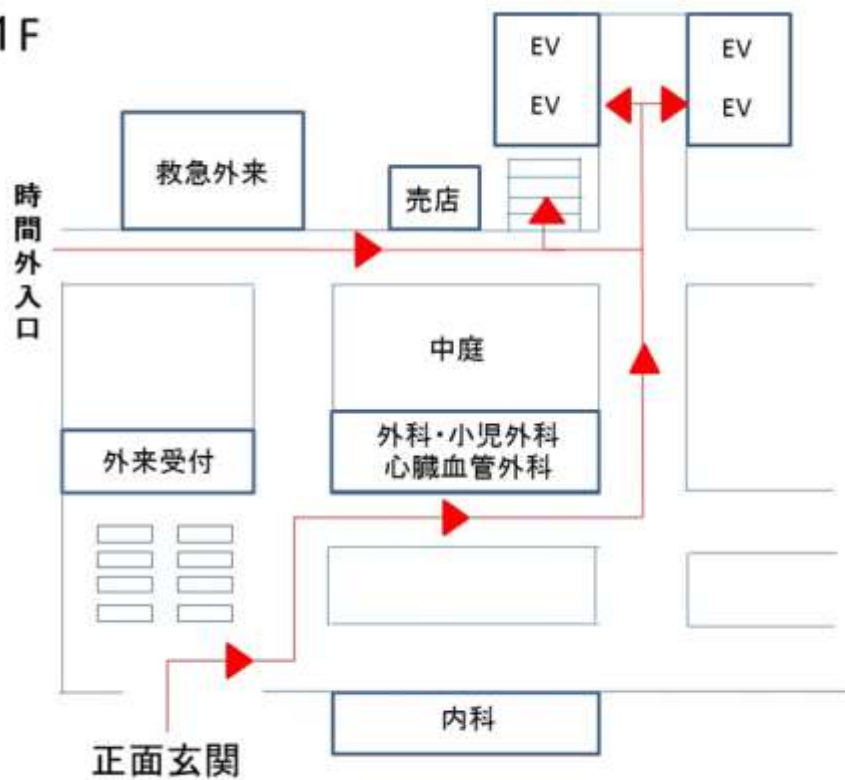 1F
EV
EV
EV
EV
救急外来
売店
時間外入口
中庭
外来受付
外科・小児外科
心臓血管外科
内科
正面玄関